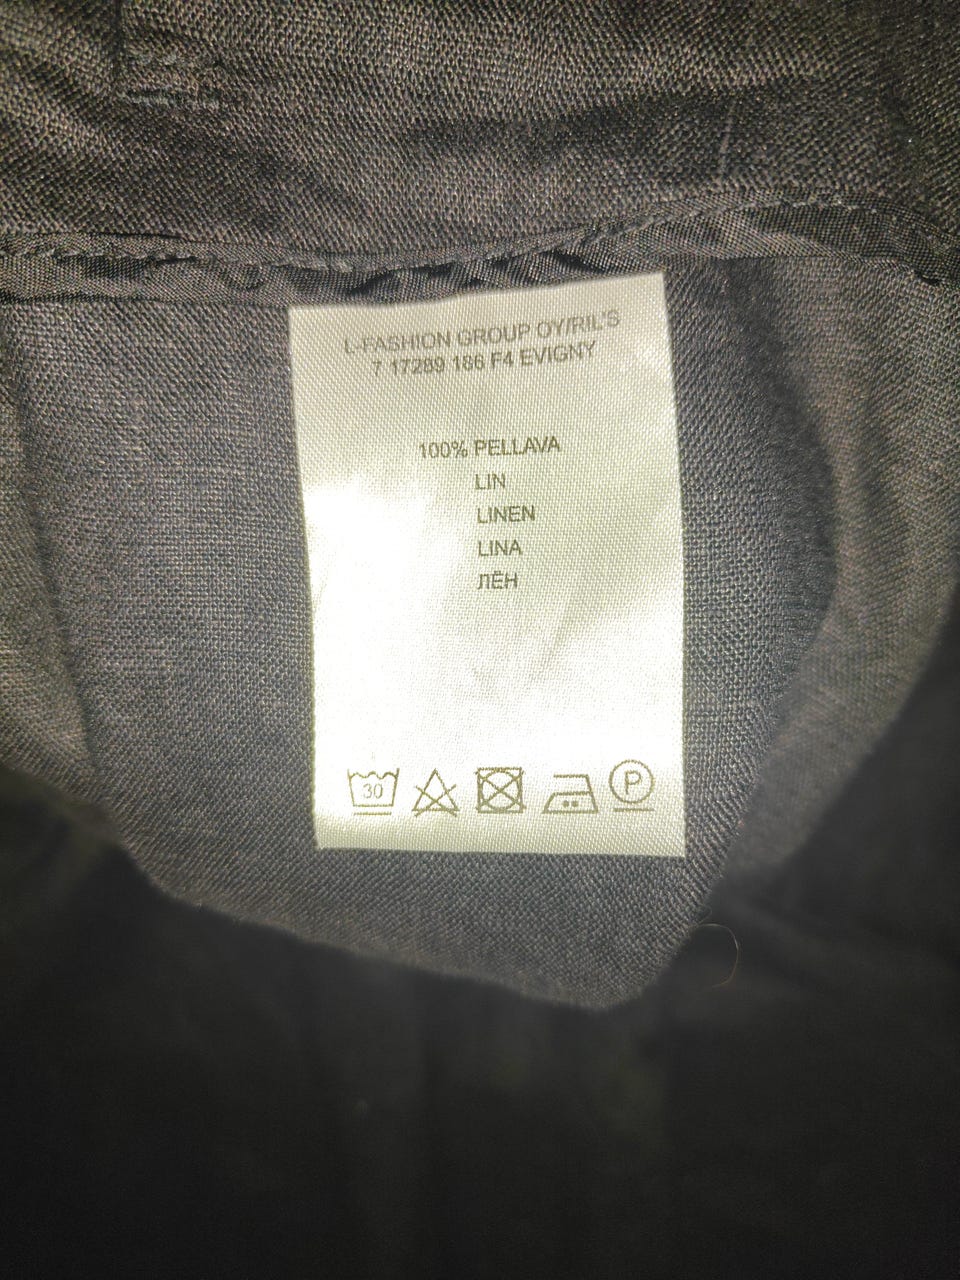 L-FASHION GROUP OY/RIL'S
7 17289 186 F4 EVIGNY
100% PELLAVA
LIN
LINEN
LINA
ЛЁН
30 P